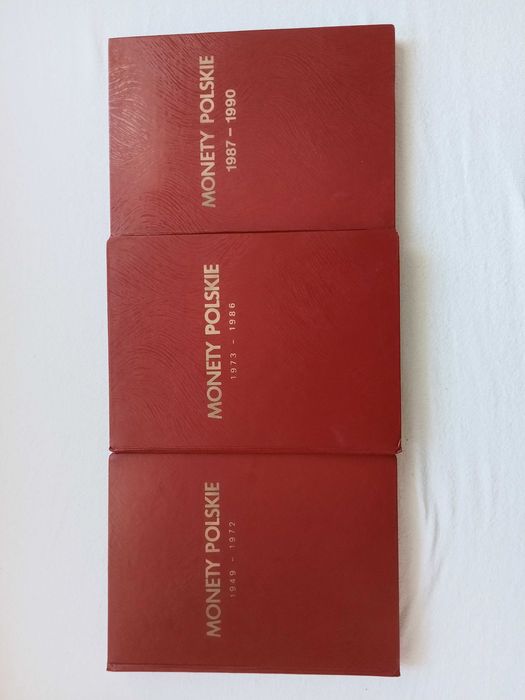 MONETY POLSKIE
1987 - 1990
MONETY POLSKIE
1973 - 1986
MONETY POLSKIE
1949 - 1972